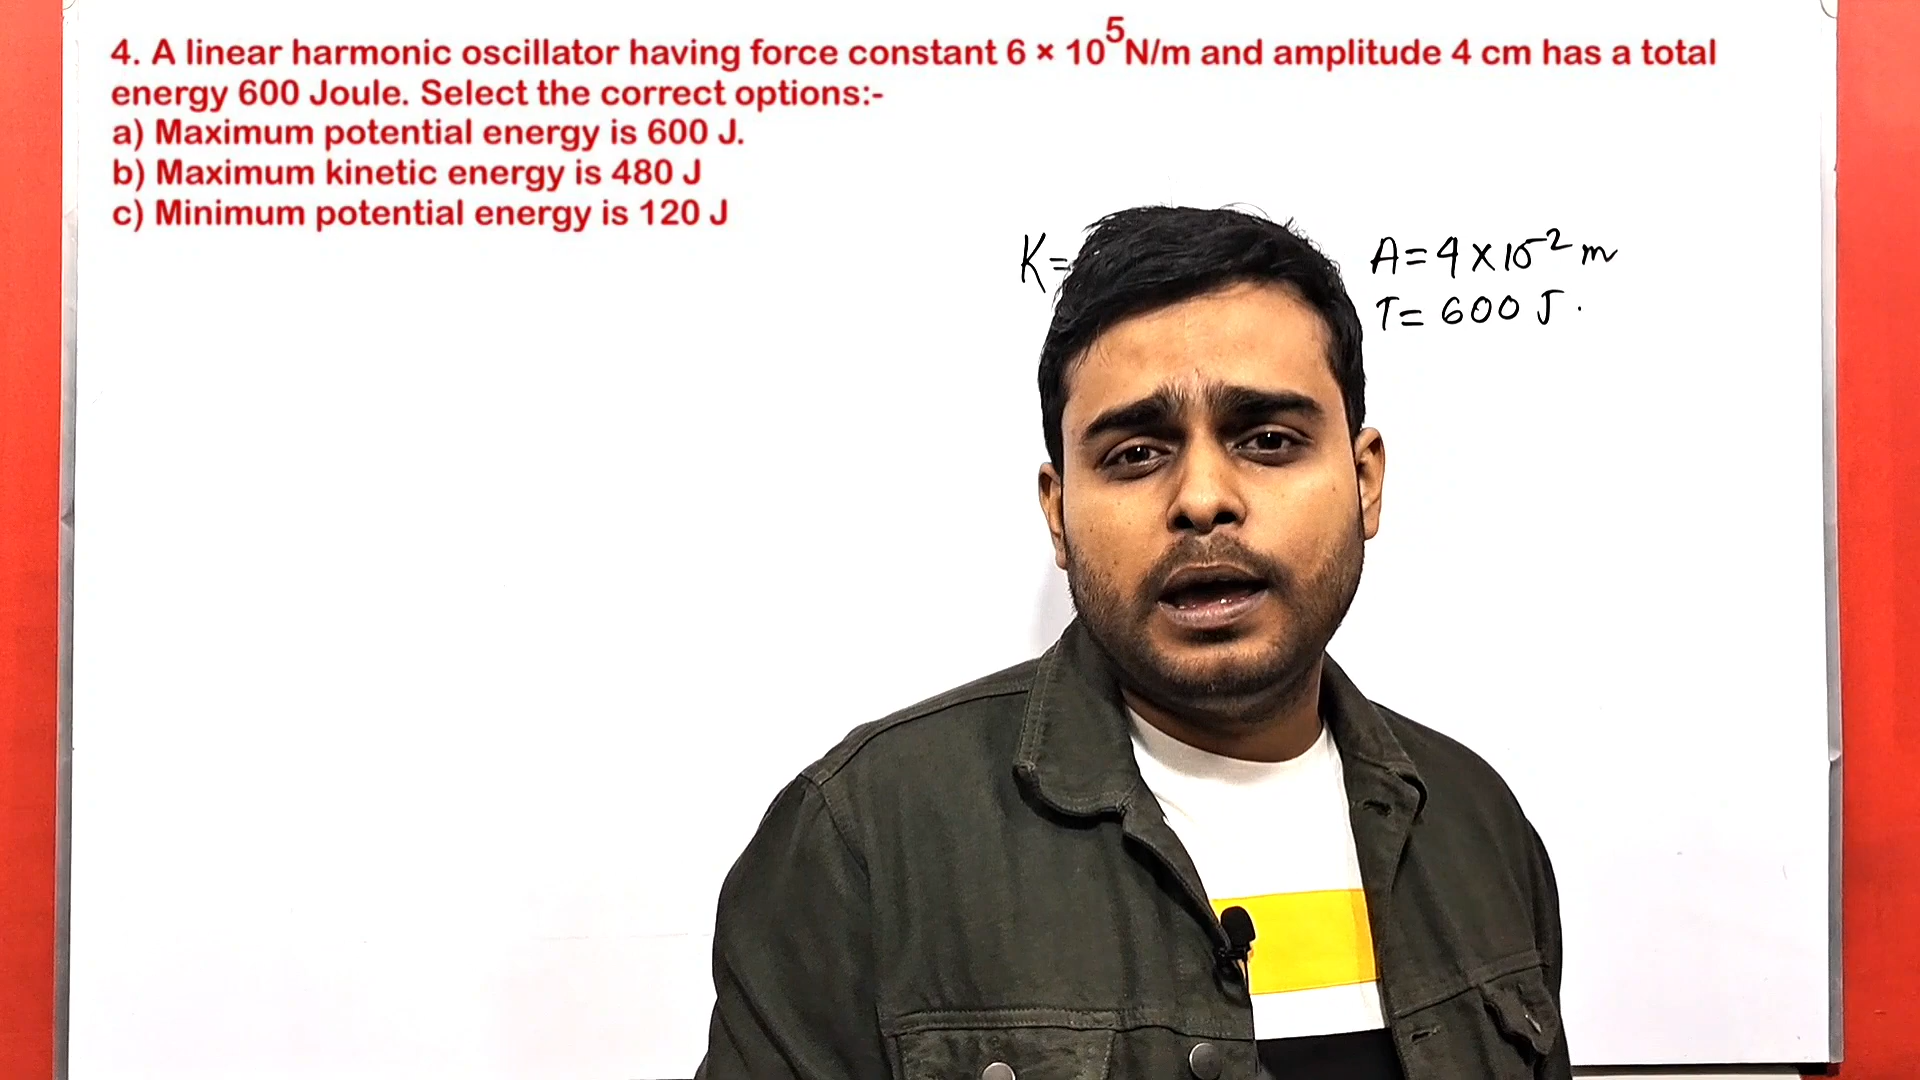 4. A linear harmonic oscillator having force constant 6 × 10⁵N/m and amplitude 4 cm has a total
energy 600 Joule. Select the correct options:-
a) Maximum potential energy is 600 J.
b) Maximum kinetic energy is 480 J
c) Minimum potential energy is 120 J
K= A=4×10⁻² m
T= 600 J.